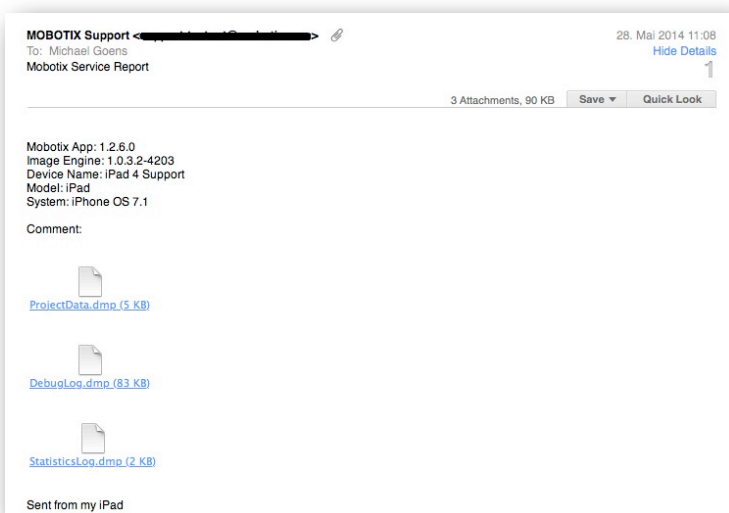 MOBOTIX Support < >
28. Mai 2014 11:08
To: Michael Goens
Hide Details
Mobotix Service Report
1
3 Attachments, 90 KB
Save
Quick Look
Mobotix App: 1.2.6.0
Image Engine: 1.0.3.2-4203
Device Name: iPad 4 Support
Model: iPad
System: iPhone OS 7.1
Comment:
ProjectData.dmp (5 KB)
DebugLog.dmp (83 KB)
StatisticsLog.dmp (2 KB)
Sent from my iPad